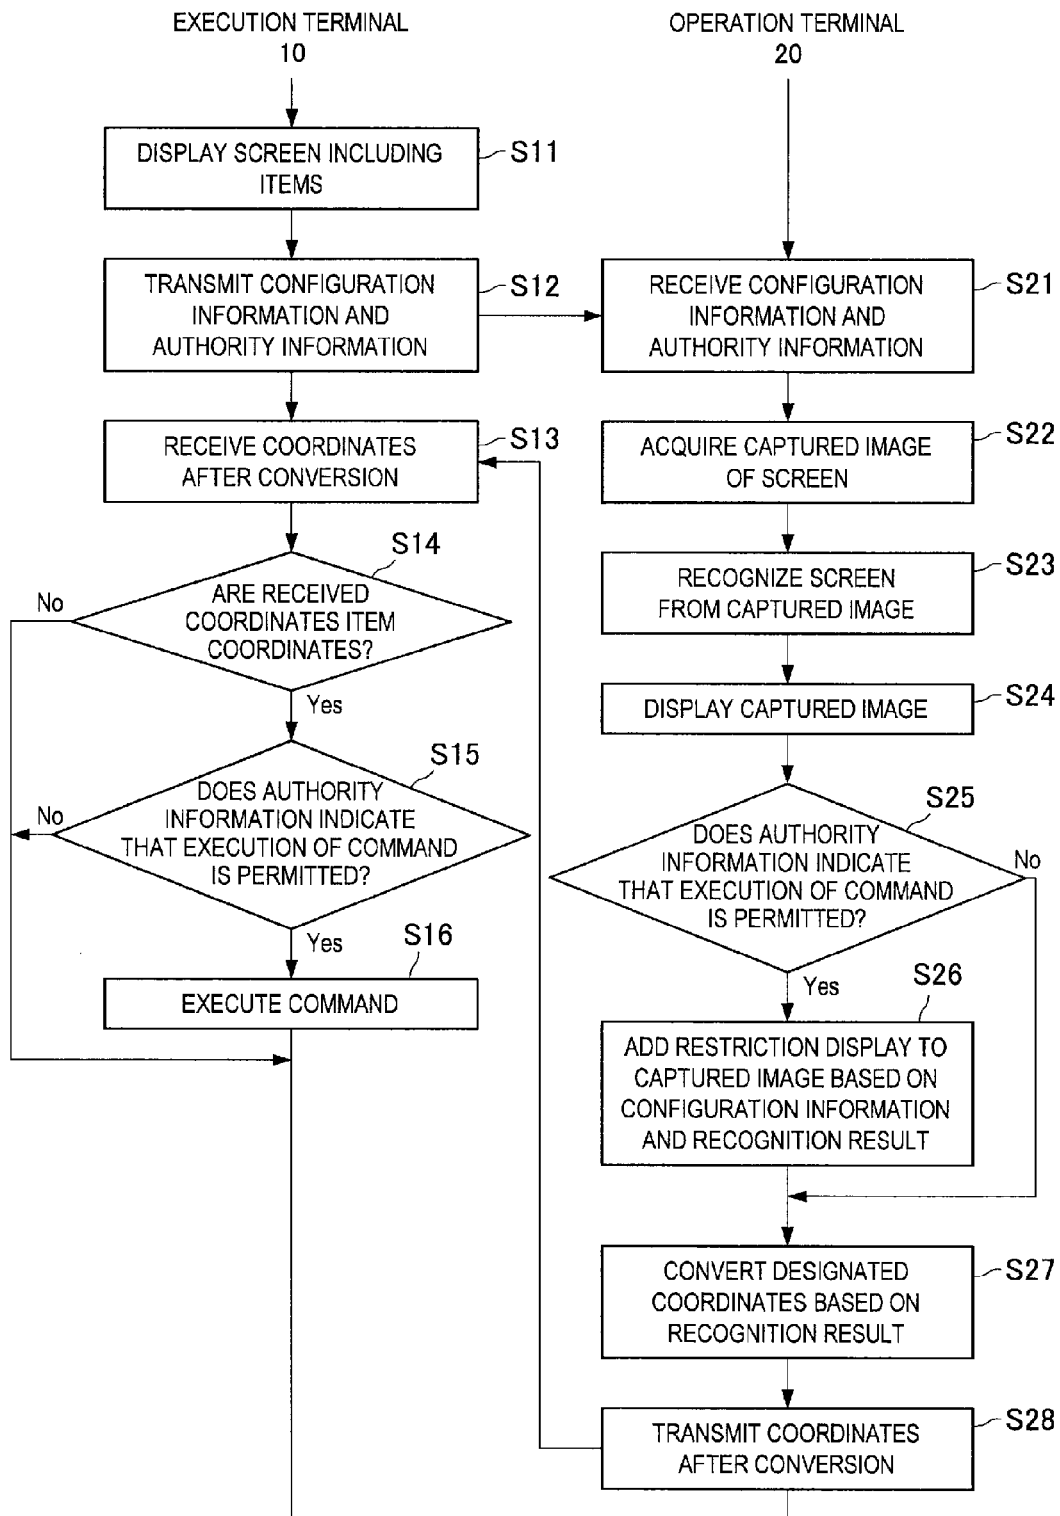 EXECUTION TERMINAL
10
OPERATION TERMINAL
20
DISPLAY SCREEN INCLUDING
ITEMS
S11
TRANSMIT CONFIGURATION
INFORMATION AND
AUTHORITY INFORMATION
S12
RECEIVE CONFIGURATION
INFORMATION AND
AUTHORITY INFORMATION
S21
RECEIVE COORDINATES
AFTER CONVERSION
S13
ACQUIRE CAPTURED IMAGE
OF SCREEN
S22
ARE RECEIVED
COORDINATES ITEM
COORDINATES?
S14
No
Yes
RECOGNIZE SCREEN
FROM CAPTURED IMAGE
S23
DISPLAY CAPTURED IMAGE
S24
DOES AUTHORITY
INFORMATION INDICATE
THAT EXECUTION OF COMMAND
IS PERMITTED?
S15
No
Yes
DOES AUTHORITY
INFORMATION INDICATE
THAT EXECUTION OF COMMAND
IS PERMITTED?
S25
No
Yes
EXECUTE COMMAND
S16
ADD RESTRICTION DISPLAY TO
CAPTURED IMAGE BASED ON
CONFIGURATION INFORMATION
AND RECOGNITION RESULT
S26
CONVERT DESIGNATED
COORDINATES BASED ON
RECOGNITION RESULT
S27
TRANSMIT COORDINATES
AFTER CONVERSION
S28